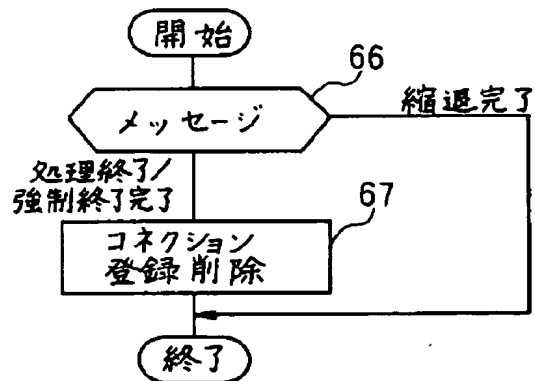 開始
66
メッセージ
縮退完了
処理終了/
強制終了完了
67
コネクション
登録削除
終了